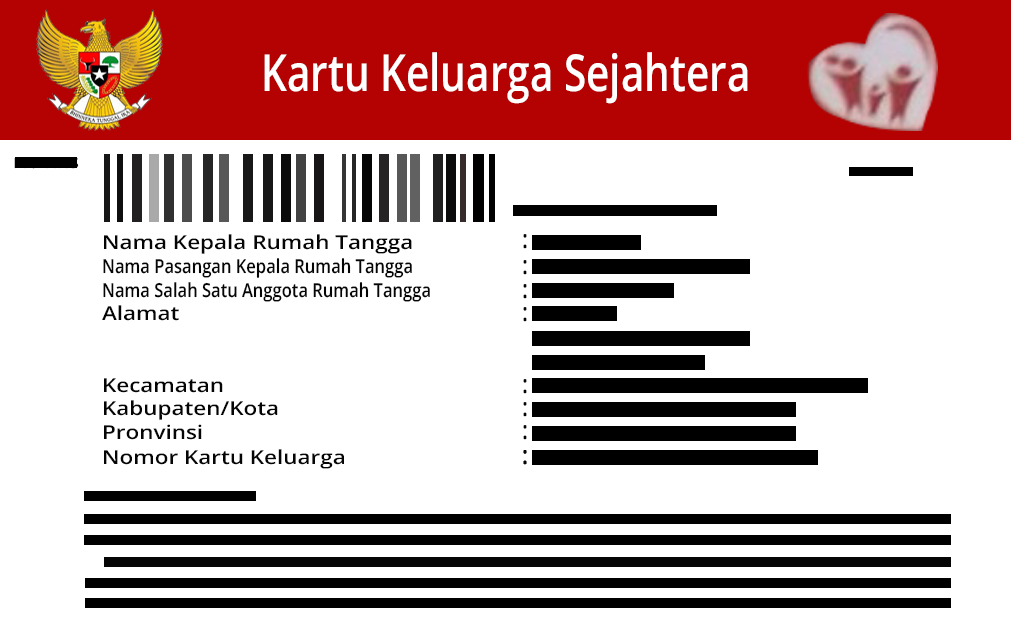 Kartu Keluarga Sejahtera
BHINNEKA TUNGGAL IKA
Nama Kepala Rumah Tangga :
Nama Pasangan Kepala Rumah Tangga :
Nama Salah Satu Anggota Rumah Tangga :
Alamat :
Kecamatan :
Kabupaten/Kota :
Pronvinsi :
Nomor Kartu Keluarga :